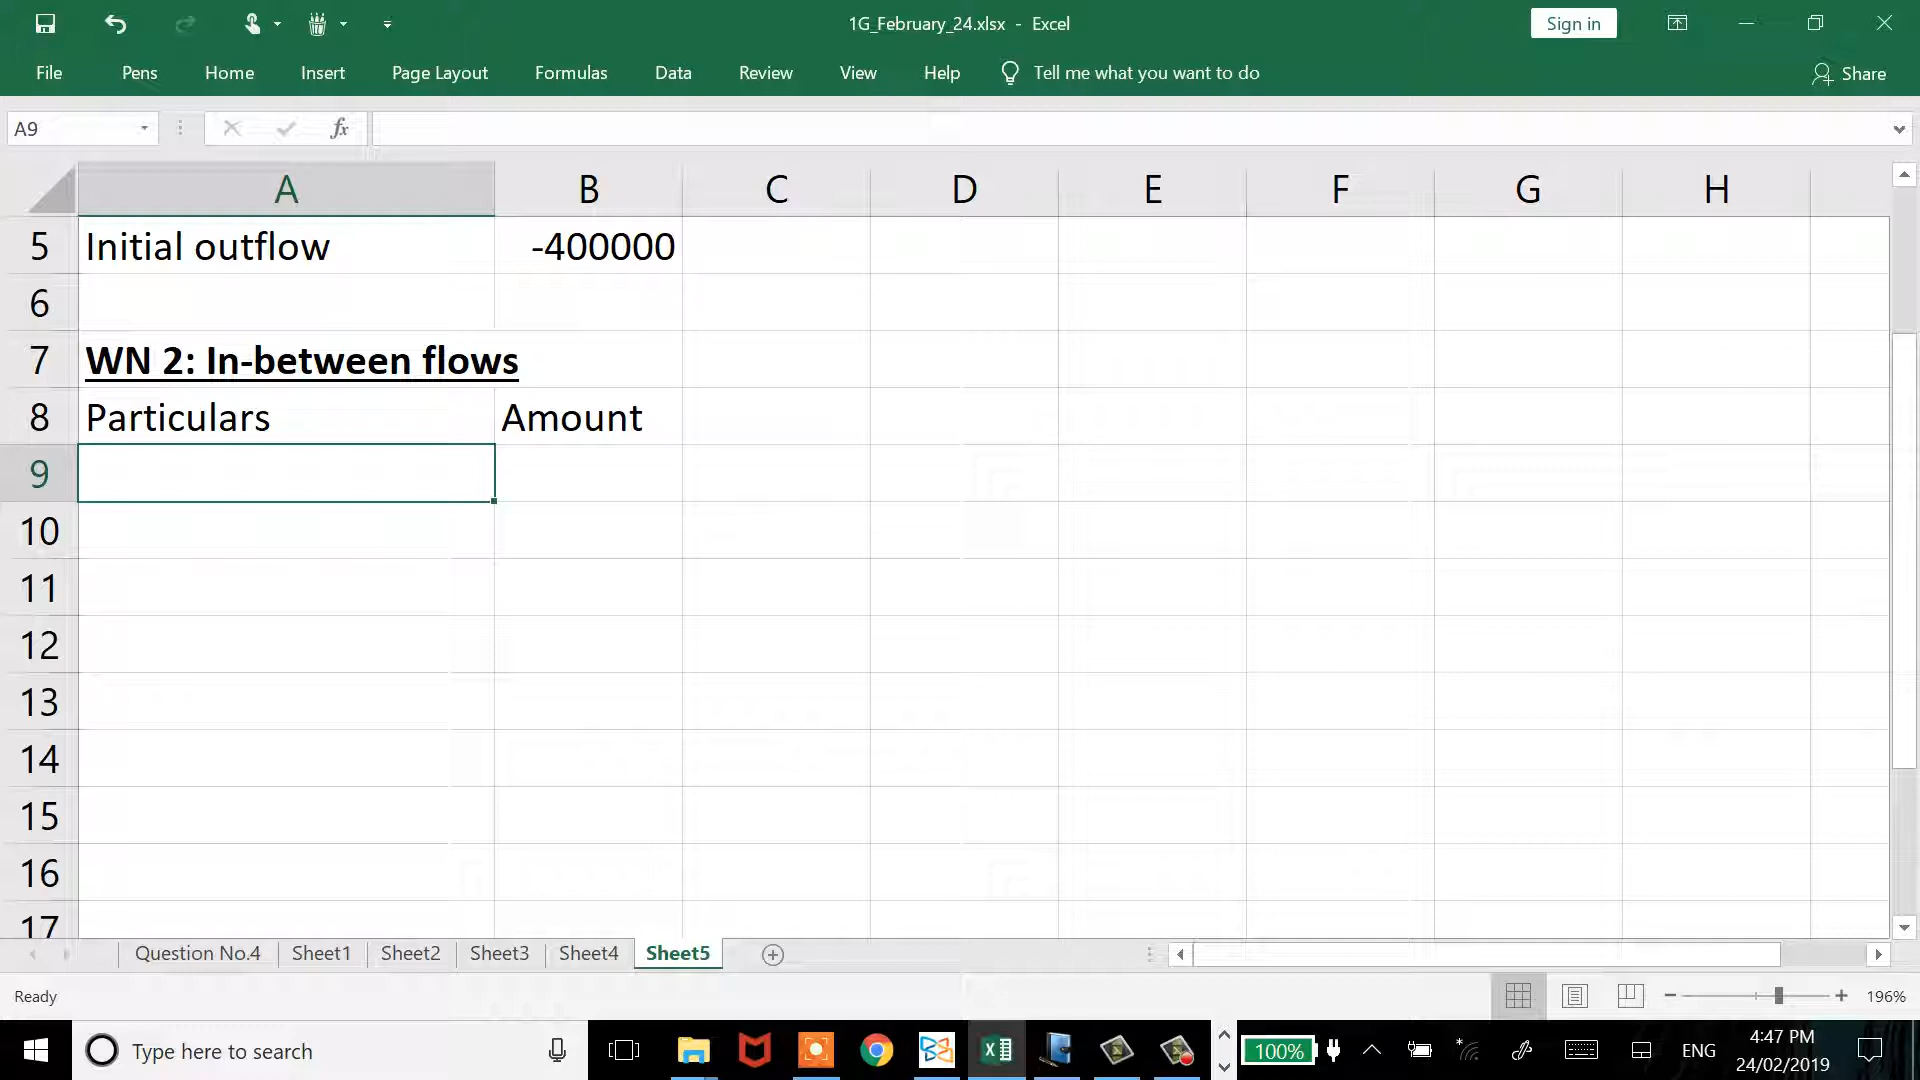 1G_February_24.xlsx - Excel
Sign in
File Pens Home Insert Page Layout Formulas Data Review View Help Tell me what you want to do Share
A9 fx
A B C D E F G H
5 Initial outflow -400000
6
7 WN 2: In-between flows
8 Particulars Amount
9
10
11
12
13
14
15
16
17
Question No.4 Sheet1 Sheet2 Sheet3 Sheet4 Sheet5
Ready 196%
Type here to search 100% ENG 4:47 PM
24/02/2019